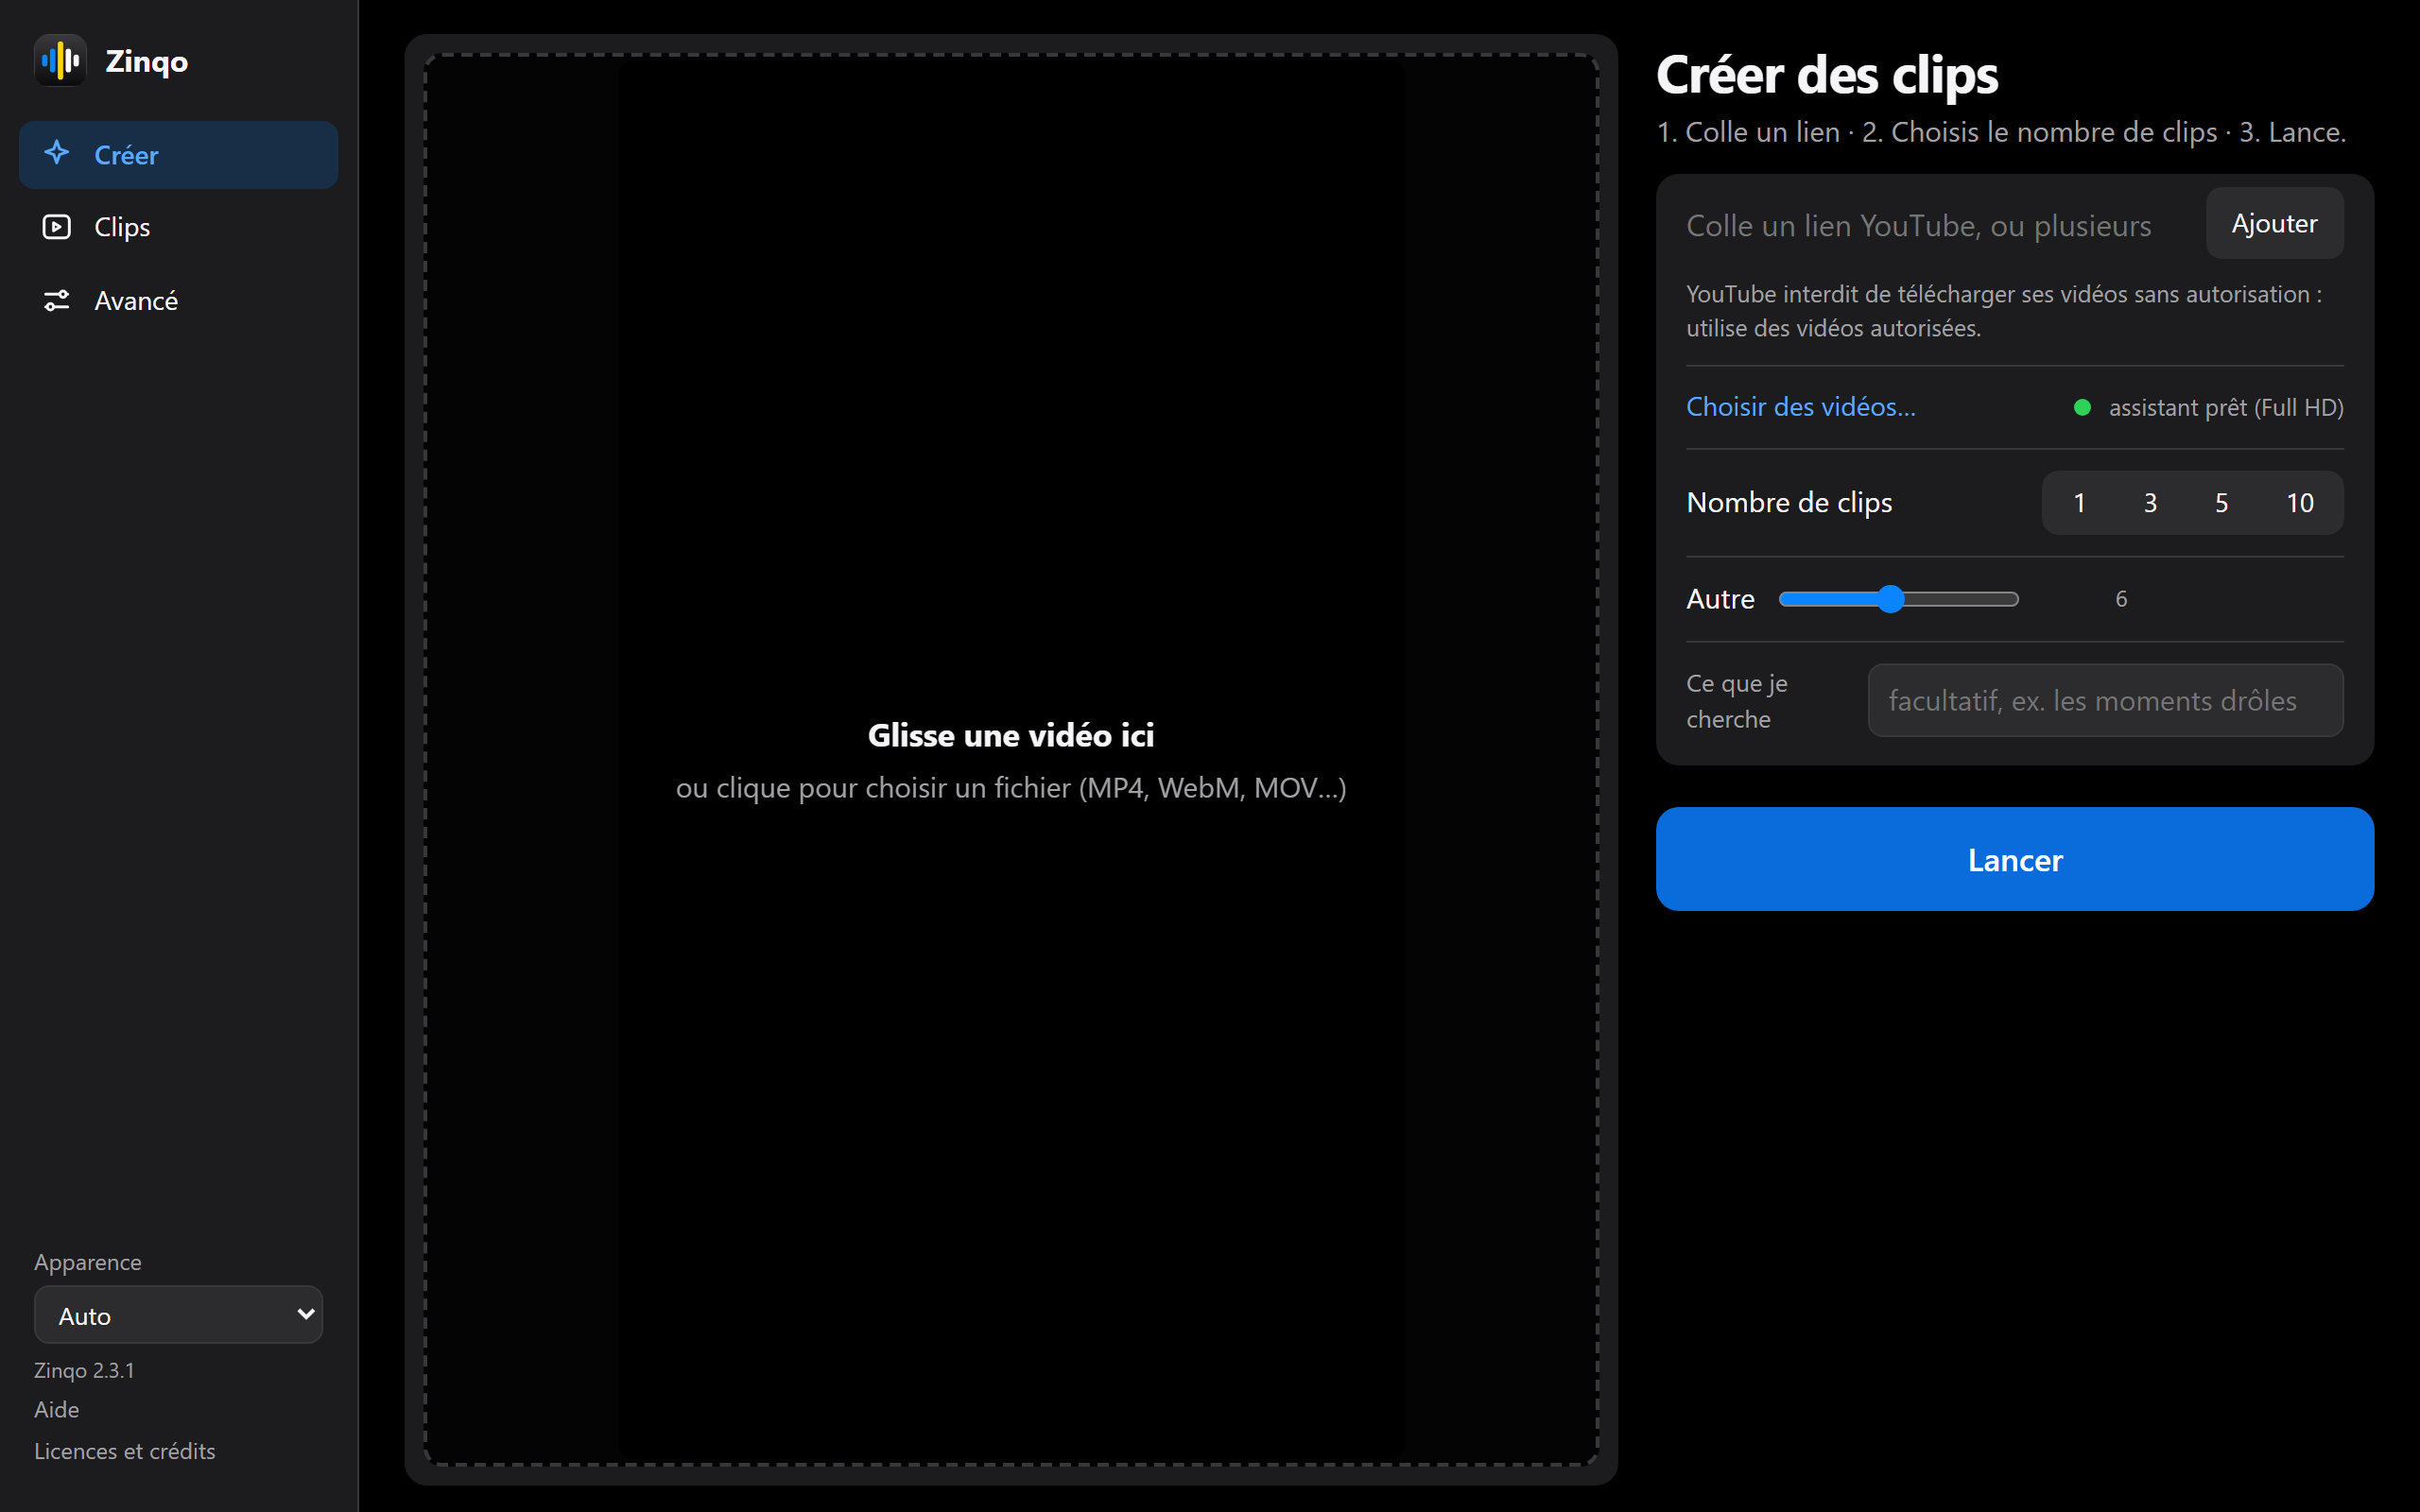 Zinqo
Créer
Clips
Avancé
Apparence
Auto
Zinqo 2.3.1
Aide
Licences et crédits
Glisse une vidéo ici
ou clique pour choisir un fichier (MP4, WebM, MOV...)
Créer des clips
1. Colle un lien · 2. Choisis le nombre de clips · 3. Lance.
Colle un lien YouTube, ou plusieurs
Ajouter
YouTube interdit de télécharger ses vidéos sans autorisation :
utilise des vidéos autorisées.
Choisir des vidéos...
assistant prêt (Full HD)
Nombre de clips
1 3 5 10
Autre
6
Ce que je
cherche
facultatif, ex. les moments drôles
Lancer